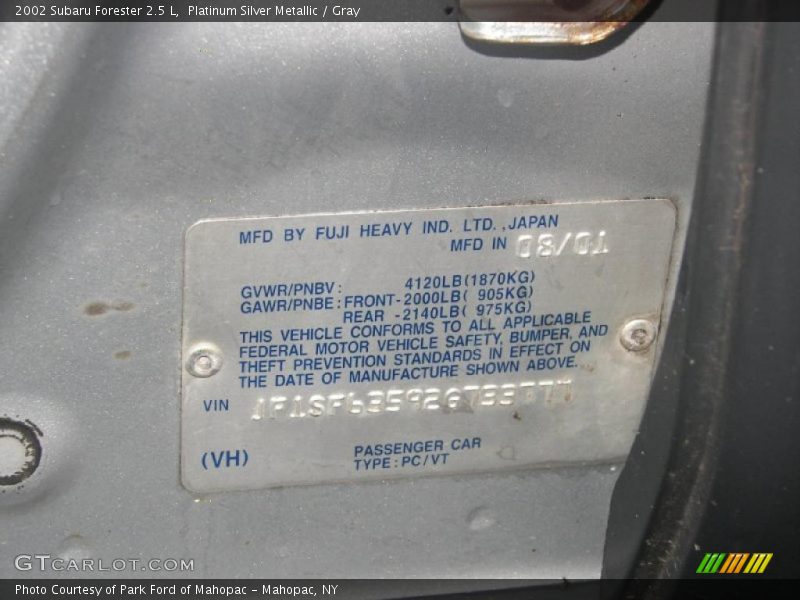 2002 Subaru Forester 2.5 L, Platinum Silver Metallic / Gray
MFD BY FUJI HEAVY IND. LTD. ,JAPAN
MFD IN 08/01
GVWR/PNBV: 4120LB(1870KG)
GAWR/PNBE: FRONT-2000LB( 905KG)
REAR -2140LB( 975KG)
THIS VEHICLE CONFORMS TO ALL APPLICABLE
FEDERAL MOTOR VEHICLE SAFETY, BUMPER, AND
THEFT PREVENTION STANDARDS IN EFFECT ON
THE DATE OF MANUFACTURE SHOWN ABOVE.
VIN
(VH)
PASSENGER CAR
TYPE: PC/VT
GTCARLOT.COM
Photo Courtesy of Park Ford of Mahopac – Mahopac, NY